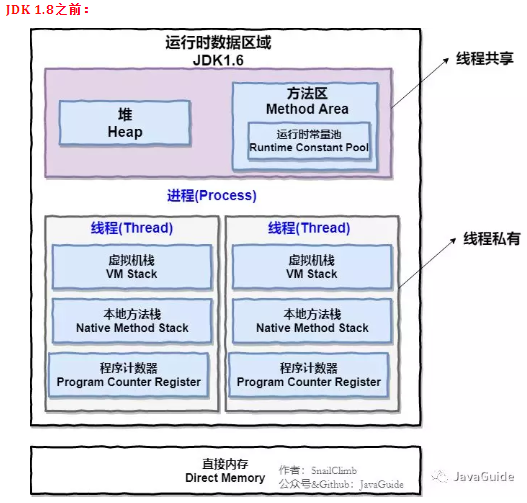 JDK 1.8之前：
运行时数据区域
JDK1.6
线程共享
堆
Heap
方法区
Method Area
运行时常量池
Runtime Constant Pool
进程(Process)
线程(Thread)
虚拟机栈
VM Stack
本地方法栈
Native Method Stack
程序计数器
Program Counter Register
线程(Thread)
虚拟机栈
VM Stack
本地方法栈
Native Method Stack
程序计数器
Program Counter Register
线程私有
直接内存
Direct Memory
作者：SnailClimb
公众号&Github：JavaGuide
JavaGuide